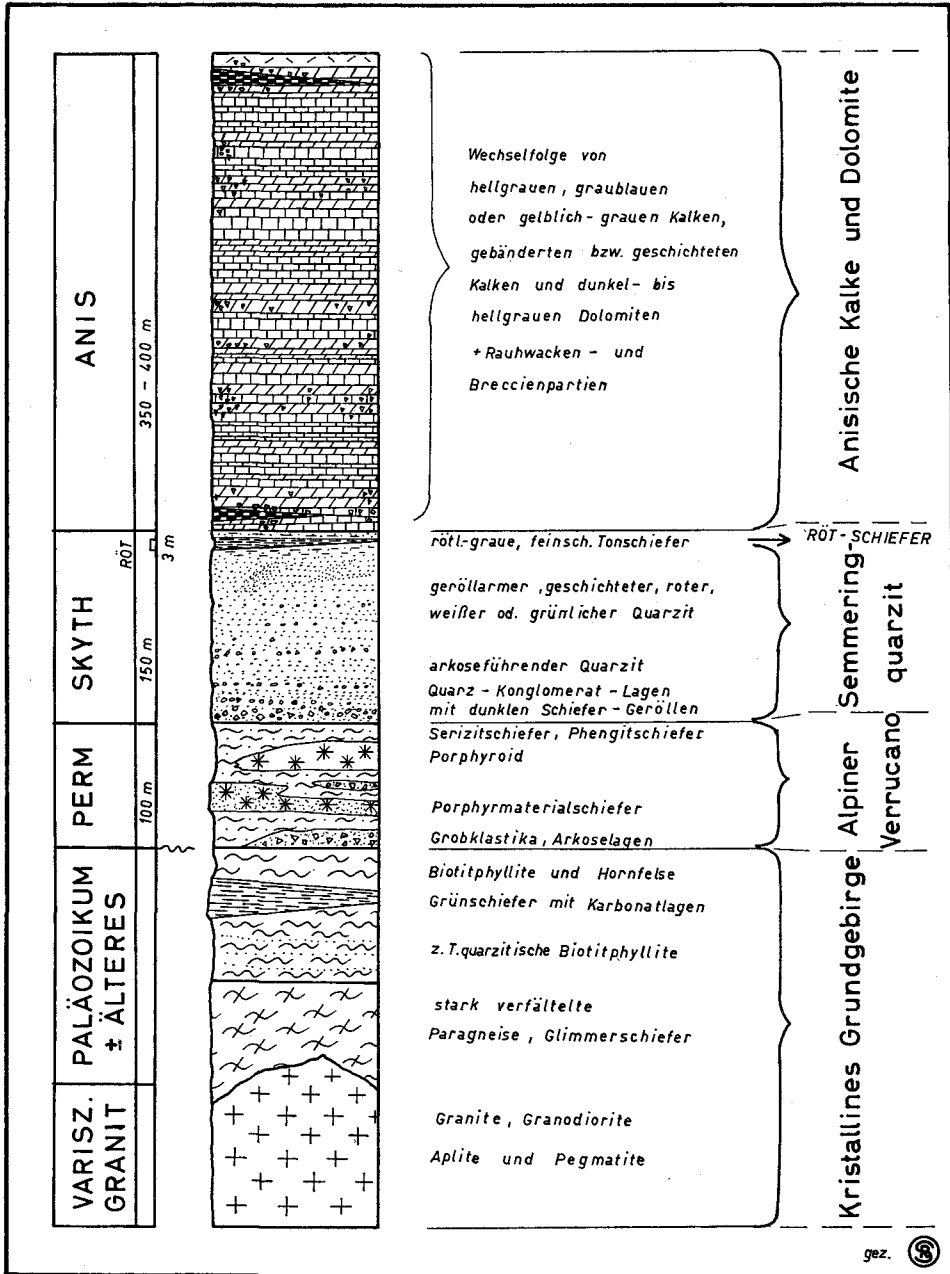 ANIS
350 - 400 m
Wechselfolge von
hellgrauen, graublauen
oder gelblich-grauen Kalken,
gebänderten bzw. geschichteten
Kalken und dunkel- bis
hellgrauen Dolomiten
+ Rauhwacken - und
Breccienpartien
Anisische Kalke und Dolomite
SKYTH
RÖT
3 m
150 m
rötl.-graue, feinsch. Tonschiefer
RÖT-SCHIEFER
geröllarmer, geschichteter, roter,
weißer od. grünlicher Quarzit
arkoseführender Quarzit
Quarz - Konglomerat - Lagen
mit dunklen Schiefer - Geröllen
Semmering-
quarzit
PERM
100 m
Serizitschiefer, Phengitschiefer
Porphyroid
Porphyrmaterialschiefer
Grobklastika, Arkoselagen
Alpiner
Verrucano
PALÄOZOIKUM
± ÄLTERES
Biotitphyllite und Hornfelse
Grünschiefer mit Karbonatlagen
z.T. quarzitische Biotitphyllite
stark verfältelte
Paragneise, Glimmerschiefer
VARISZ.
GRANIT
Granite, Granodiorite
Aplite und Pegmatite
Kristallines Grundgebirge
gez.